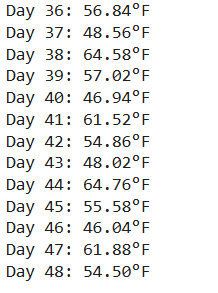 Day 36: 56.84°F
Day 37: 48.56°F
Day 38: 64.58°F
Day 39: 57.02°F
Day 40: 46.94°F
Day 41: 61.52°F
Day 42: 54.86°F
Day 43: 48.02°F
Day 44: 64.76°F
Day 45: 55.58°F
Day 46: 46.04°F
Day 47: 61.88°F
Day 48: 54.50°F